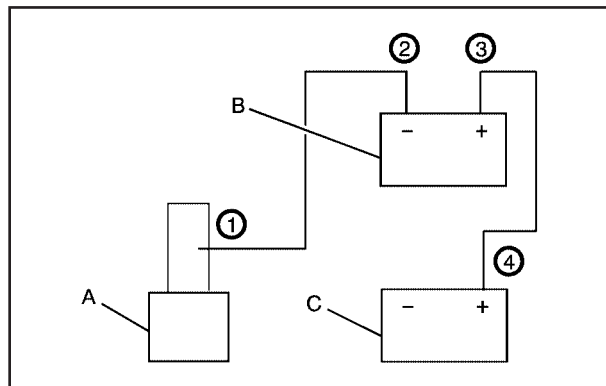 ② ③
B
− +
①
④
A
C
− +